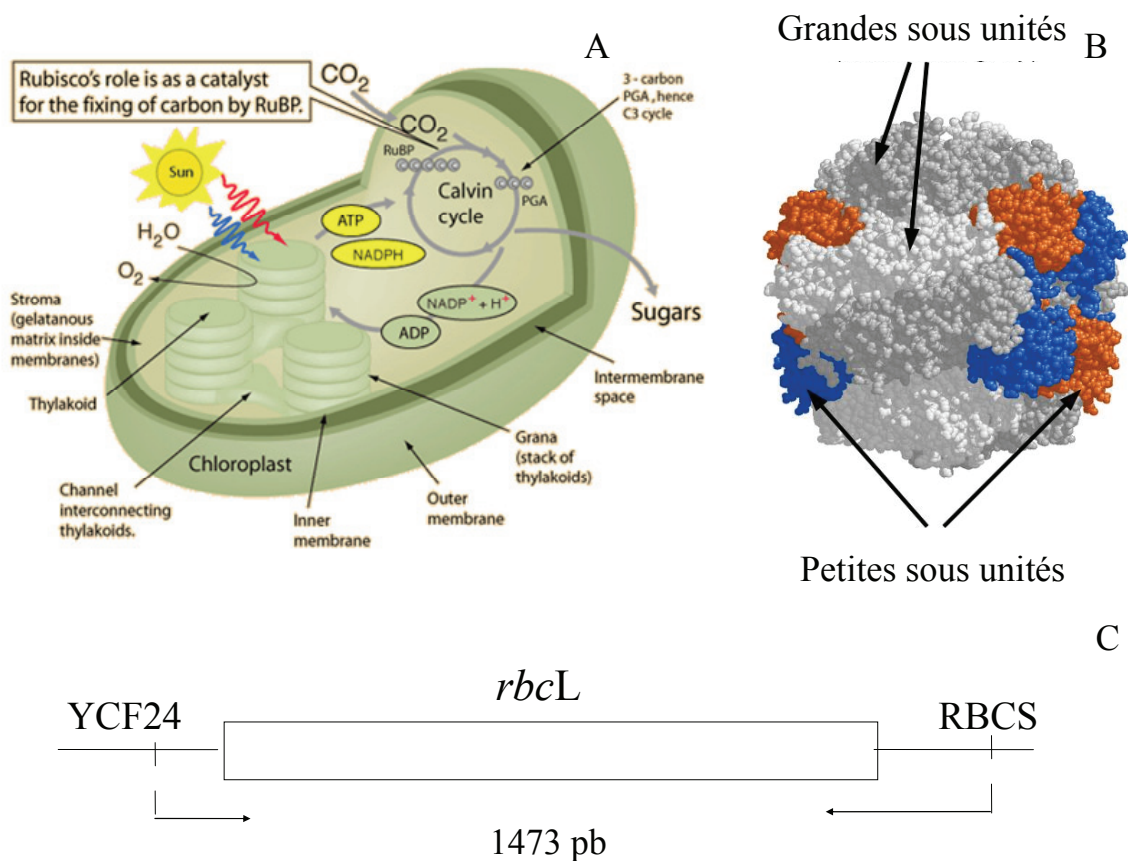 A
Rubisco's role is as a catalyst
for the fixing of carbon by RuBP.
CO2
CO2
3 - carbon
PGA, hence
C3 cycle
RuBP
C C C C C
C C C
PGA
Calvin
cycle
Sun
ATP
NADPH
H2O
O2
NADP+ + H+
ADP
Sugars
Stroma
(gelatanous
matrix inside
membranes)
Thylakoid
Intermembrane
space
Chloroplast
Grana
(stack of
thylakoids)
Channel
interconnecting
thylakoids.
Inner
membrane
Outer
membrane
Grandes sous unités
B
Petites sous unités
C
rbcL
YCF24
RBCS
1473 pb